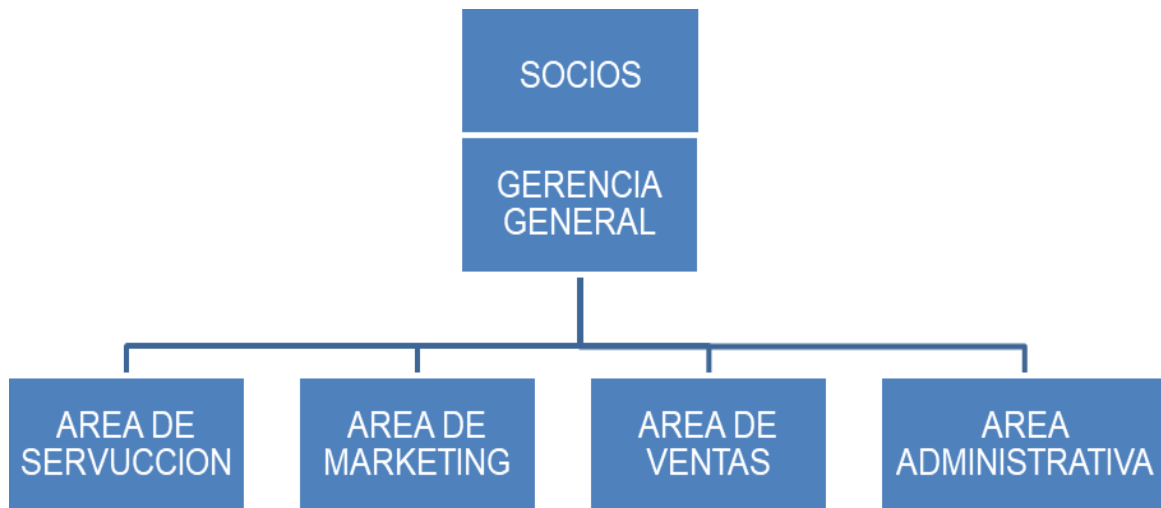 SOCIOS
GERENCIA
GENERAL
AREA DE
SERVUCCION
AREA DE
MARKETING
AREA DE
VENTAS
AREA
ADMINISTRATIVA